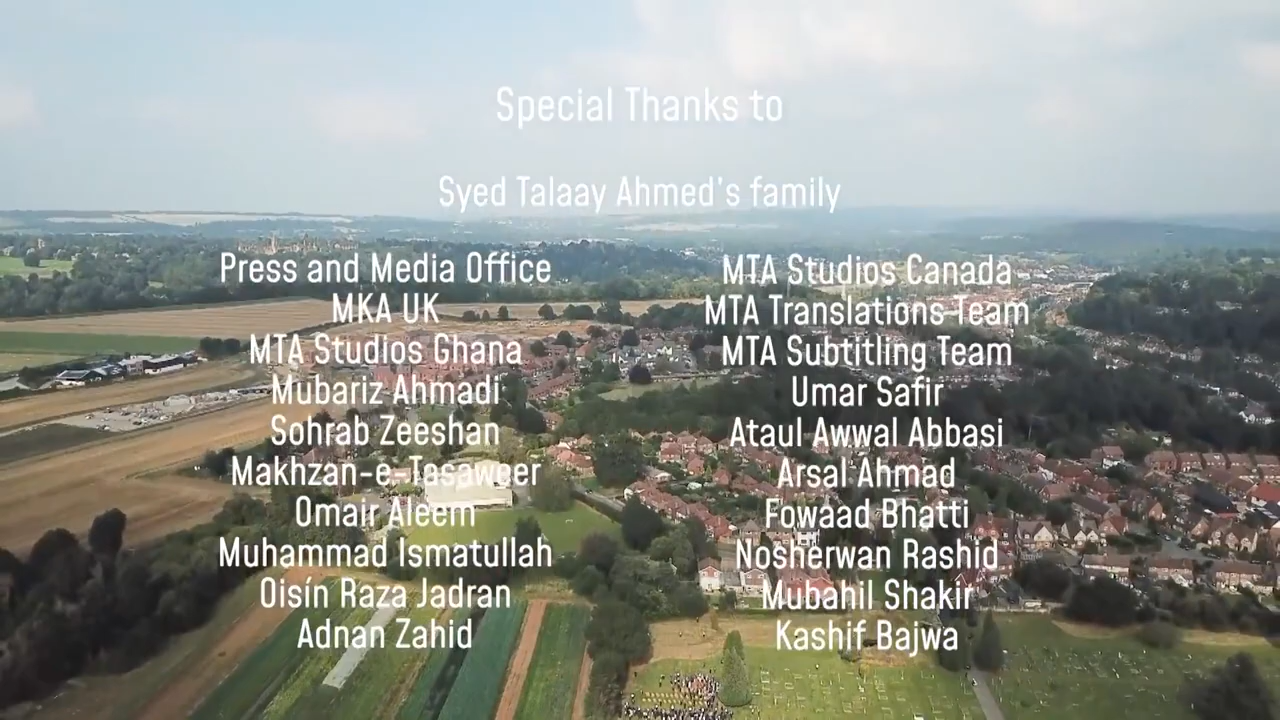 Special Thanks to
Syed Talaay Ahmed's family
Press and Media Office
MKA UK
MTA Studios Ghana
Mubariz Ahmadi
Sohrab Zeeshan
Makhzan-e-Tasaweer
Omair Aleem
Muhammad Ismatullah
Oisín Raza Jadran
Adnan Zahid
MTA Studios Canada
MTA Translations Team
MTA Subtitling Team
Umar Safir
Ataul Awwal Abbasi
Arsal Ahmad
Fowaad Bhatti
Nosherwan Rashid
Mubahil Shakir
Kashif Bajwa